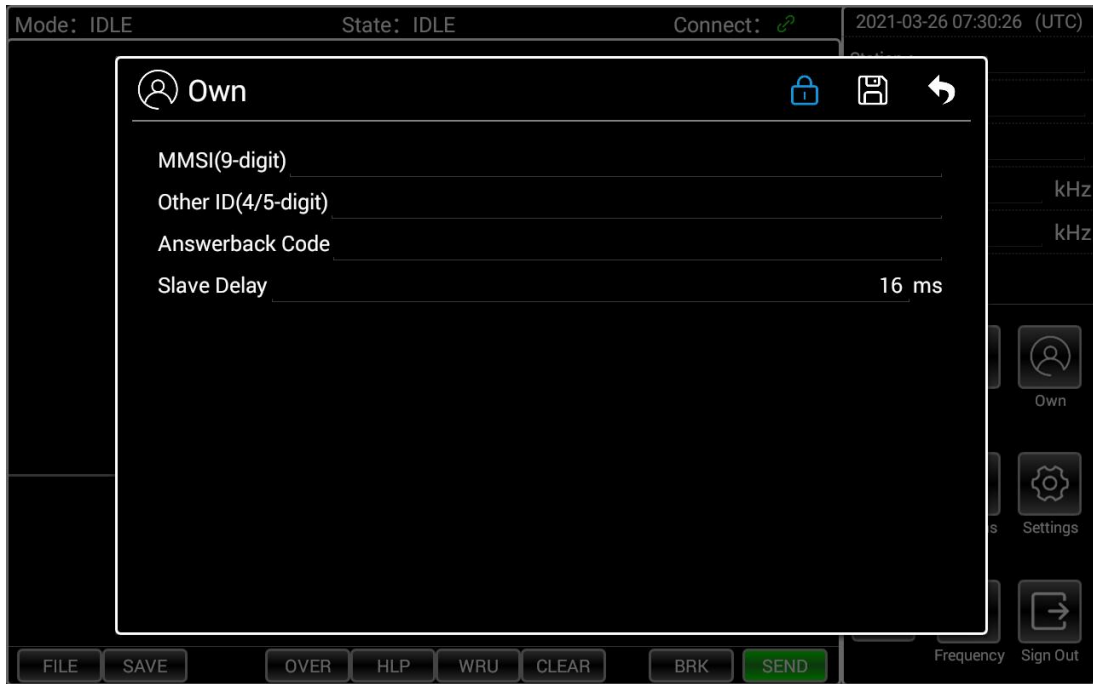 Mode: IDLE State: IDLE Connect: 2021-03-26 07:30:26 (UTC)
Own
MMSI(9-digit)
Other ID(4/5-digit)
Answerback Code
Slave Delay 16 ms
kHz
kHz
Own
s Settings
Frequency Sign Out
FILE SAVE OVER HLP WRU CLEAR BRK SEND